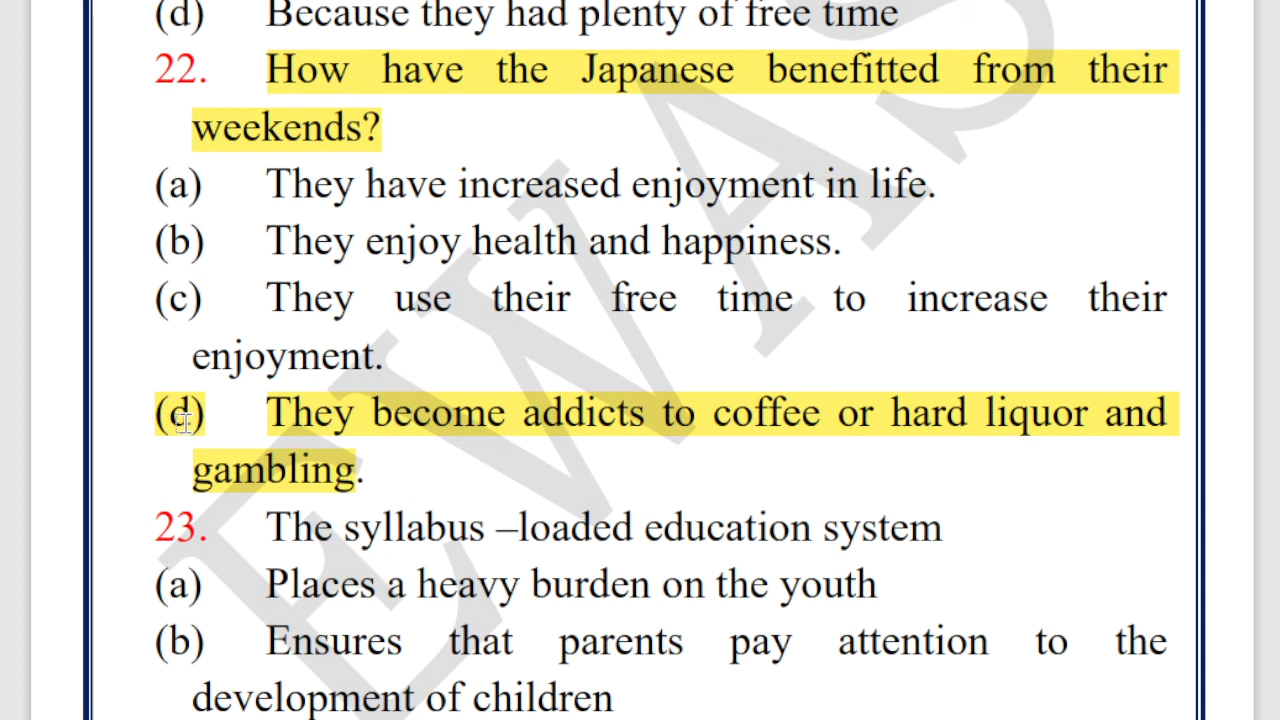 (d) Because they had plenty of free time
22. How have the Japanese benefitted from their
weekends?
(a) They have increased enjoyment in life.
(b) They enjoy health and happiness.
(c) They use their free time to increase their
enjoyment.
(d) They become addicts to coffee or hard liquor and
gambling.
23. The syllabus –loaded education system
(a) Places a heavy burden on the youth
(b) Ensures that parents pay attention to the
development of children
EWAS